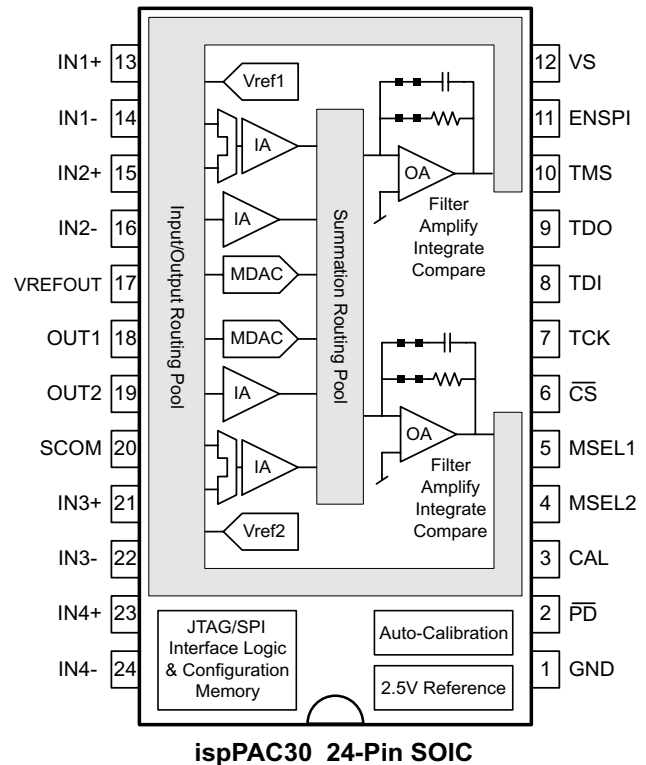 IN1+ 13
IN1- 14
IN2+ 15
IN2- 16
VREFOUT 17
OUT1 18
OUT2 19
SCOM 20
IN3+ 21
IN3- 22
IN4+ 23
IN4- 24
Input/Output Routing Pool
Vref1
IA
IA
MDAC
MDAC
IA
IA
Vref2
Summation Routing Pool
OA
Filter
Amplify
Integrate
Compare
OA
Filter
Amplify
Integrate
Compare
JTAG/SPI
Interface Logic
& Configuration
Memory
Auto-Calibration
2.5V Reference
12 VS
11 ENSPI
10 TMS
9 TDO
8 TDI
7 TCK
6 C̅S̅
5 MSEL1
4 MSEL2
3 CAL
2 P̅D̅
1 GND
ispPAC30 24-Pin SOIC